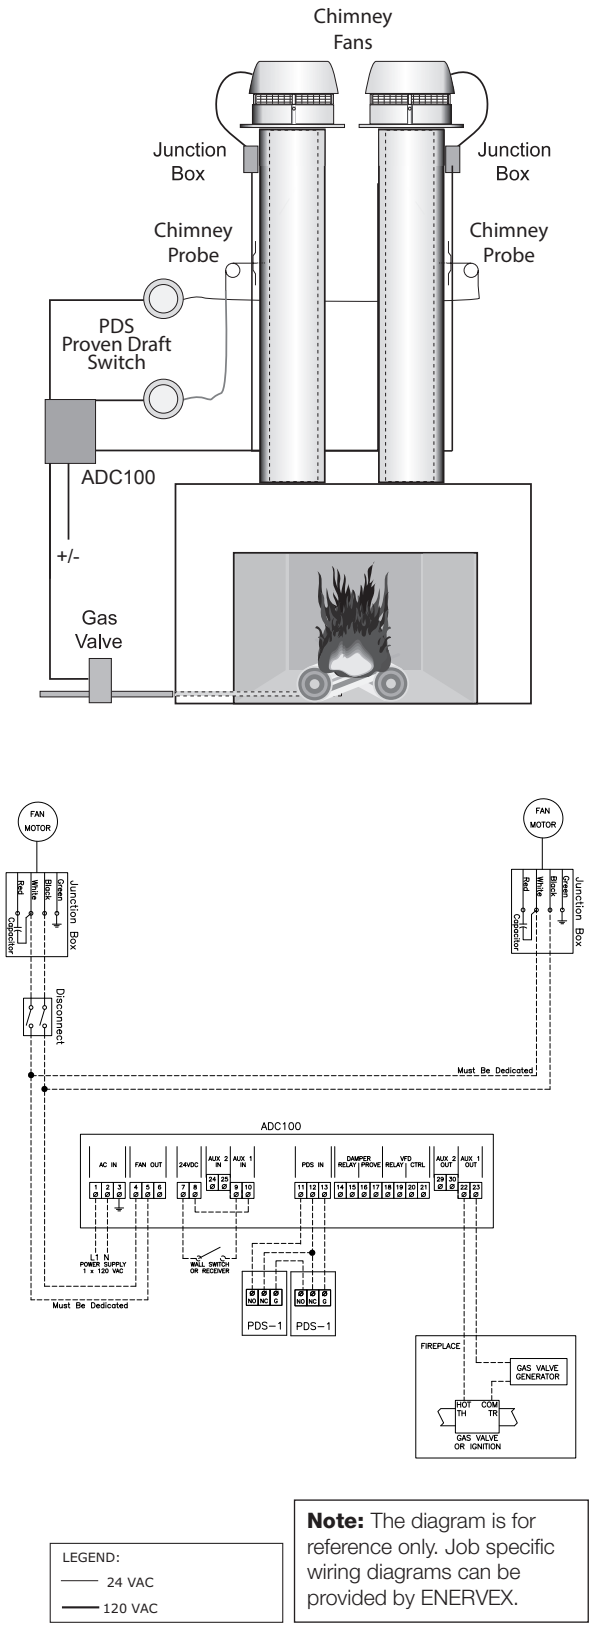 Chimney
Fans
Junction
Box
Junction
Box
Chimney
Probe
Chimney
Probe
PDS
Proven Draft
Switch
ADC100
+/-
Gas
Valve
FAN
MOTOR
FAN
MOTOR
Red
White
Black
Green
Capacitor
Junction Box
Red
White
Black
Green
Capacitor
Junction Box
Disconnect
Must Be Dedicated
ADC100
AC IN
FAN OUT
24VDC
AUX 2
IN
AUX 1
IN
PDS IN
DAMPER
RELAY PROVE
VFD
RELAY CTRL
AUX 2
OUT
AUX 1
OUT
24 25
29 30
1 2 3 4 5 6 7 8 9 10 11 12 13 14 15 16 17 18 19 20 21 22 23
L1 N
POWER SUPPLY
1 x 120 VAC
WALL SWITCH
OR RECEIVER
Must Be Dedicated
NO NC G
NO NC G
PDS-1
PDS-1
FIREPLACE
GAS VALVE
GENERATOR
HOT COM
TH TR
GAS VALVE
OR IGNITION
Note: The diagram is for
reference only. Job specific
wiring diagrams can be
provided by ENERVEX.
LEGEND:
24 VAC
120 VAC